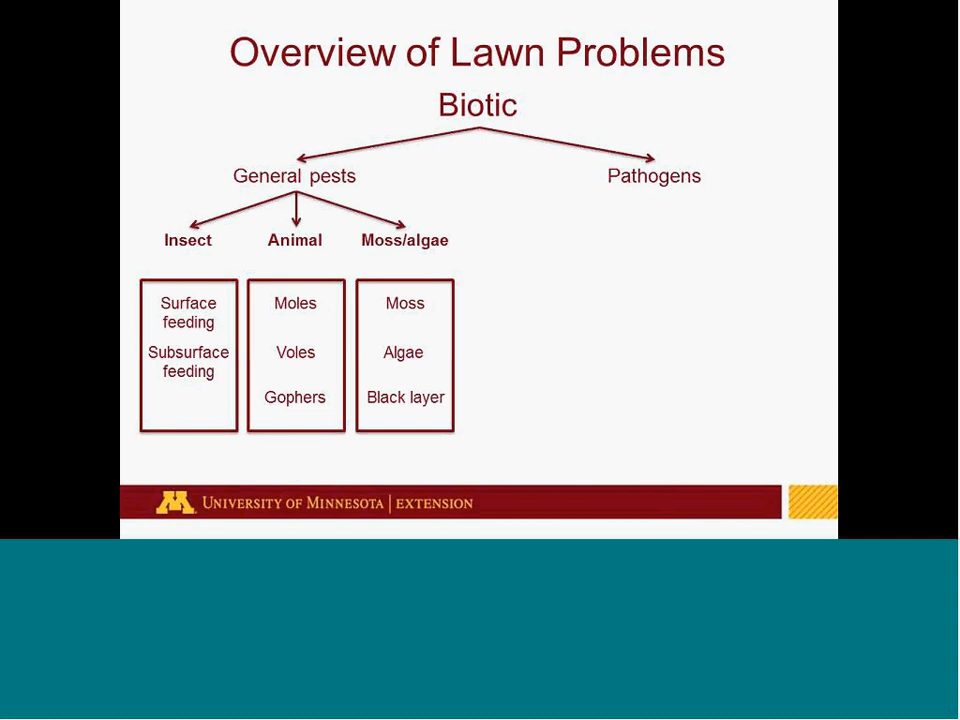 Overview of Lawn Problems
Biotic
General pests
Pathogens
Insect
Animal
Moss/algae
Surface
feeding
Subsurface
feeding
Moles
Voles
Gophers
Moss
Algae
Black layer
M
UNIVERSITY OF MINNESOTA | EXTENSION